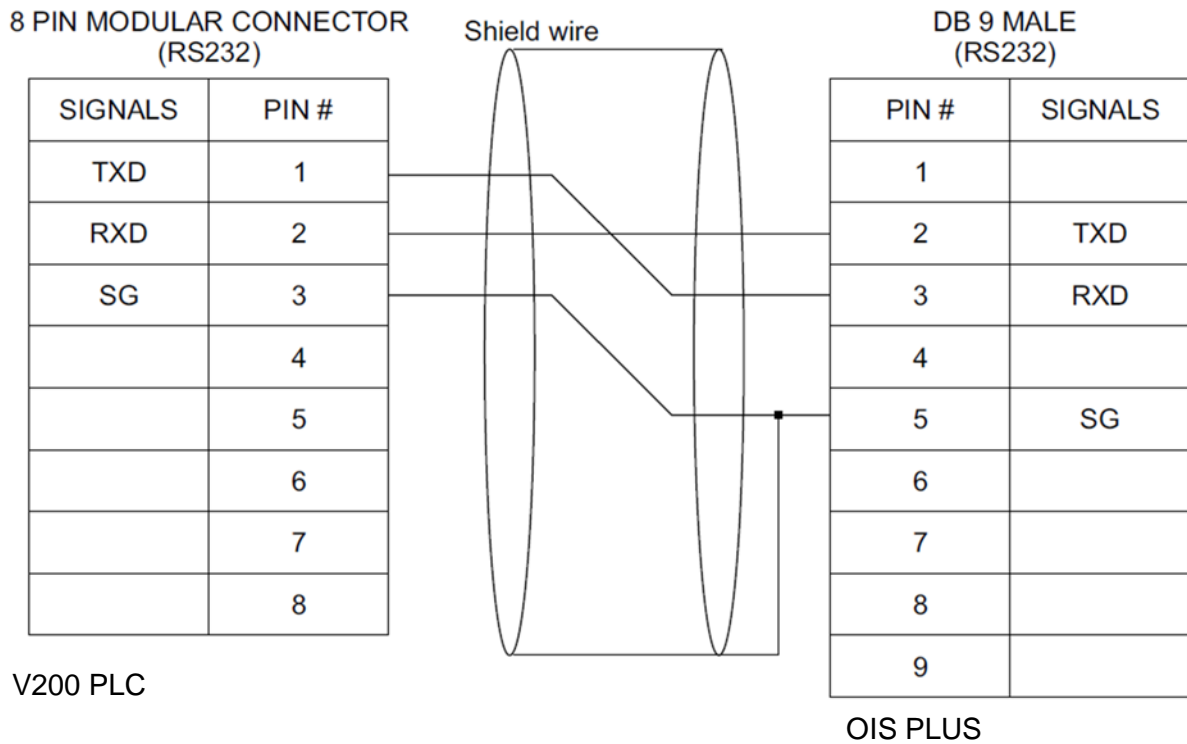 8 PIN MODULAR CONNECTOR
(RS232)
Shield wire
DB 9 MALE
(RS232)
SIGNALS PIN #
TXD 1
RXD 2
SG 3
4
5
6
7
8
V200 PLC
PIN # SIGNALS
1
2 TXD
3 RXD
4
5 SG
6
7
8
9
OIS PLUS